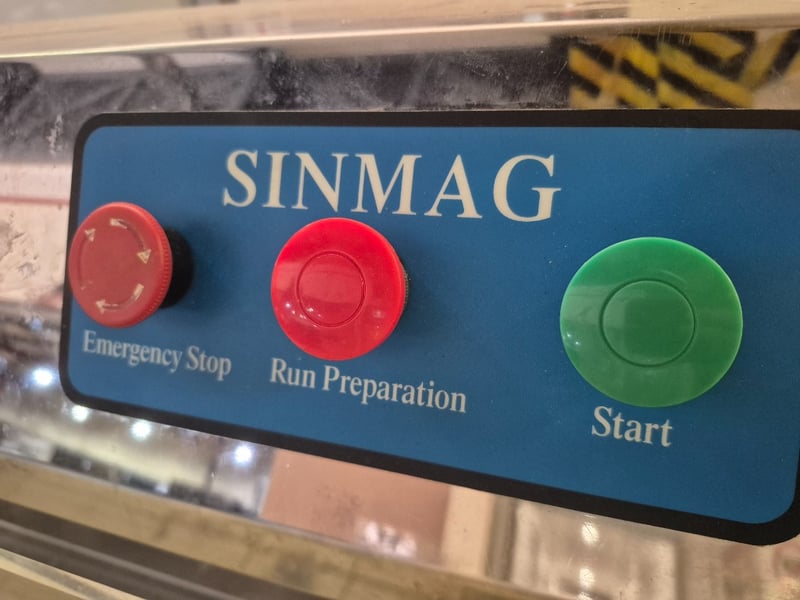 SINMAG
Emergency Stop
Run Preparation
Start